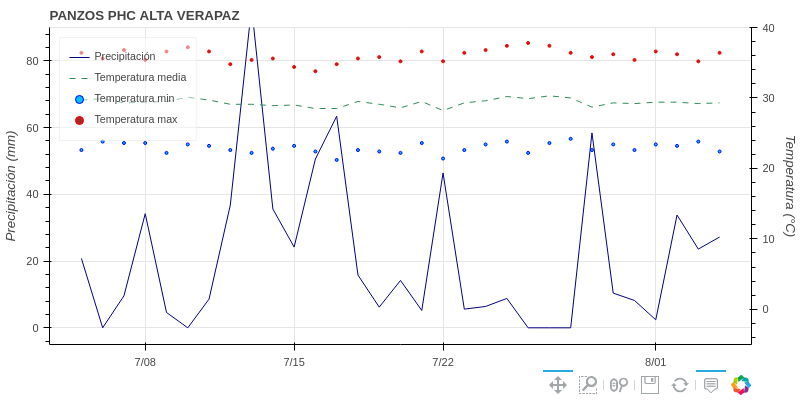 PANZOS PHC ALTA VERAPAZ
Precipitación
Temperatura media
Temperatura min
Temperatura max
Precipitación (mm)
80
60
40
20
0
Temperatura (°C)
40
30
20
10
0
7/08 7/15 7/22 8/01